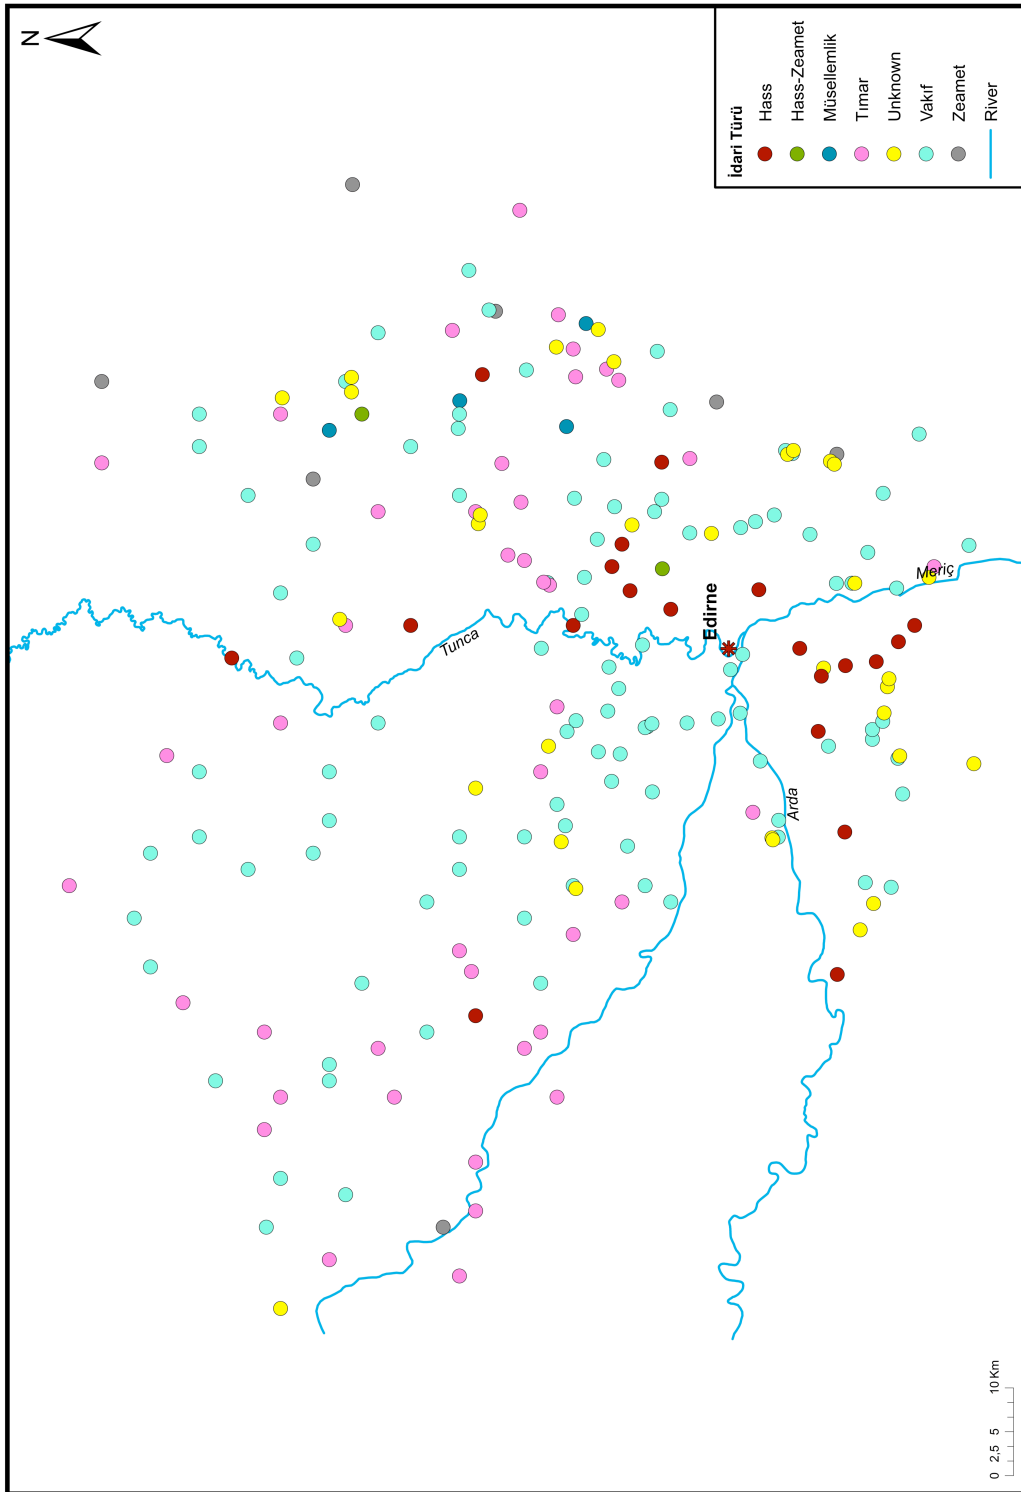 N
İdari Türü
Hass
Hass-Zeamet
Müsellemlik
Tımar
Unknown
Vakıf
Zeamet
River
Tunca
Edirne
Meriç
Arda
0 2,5 5 10 Km